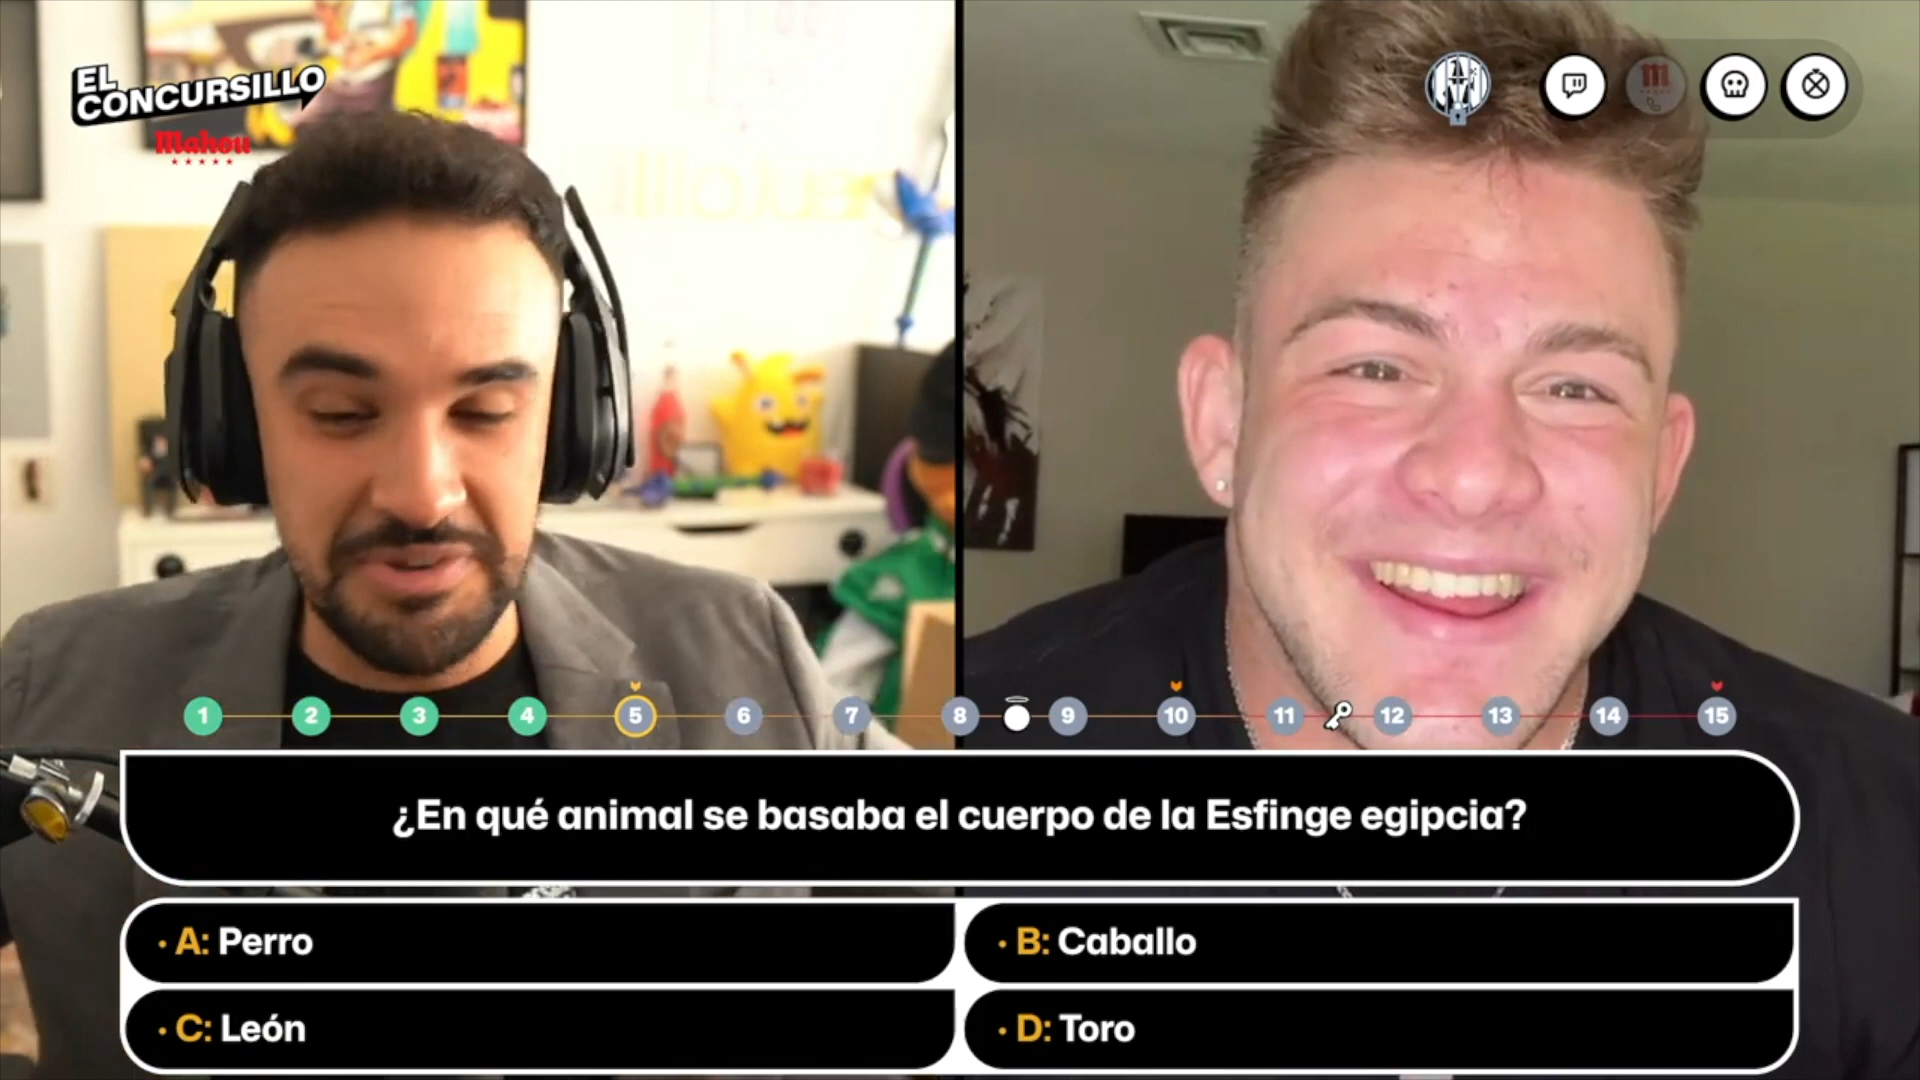 EL
CONCURSILLO
Mahou
1 2 3 4 5 6 7 8 9 10 11 12 13 14 15
¿En qué animal se basaba el cuerpo de la Esfinge egipcia?
· A: Perro
· B: Caballo
· C: León
· D: Toro